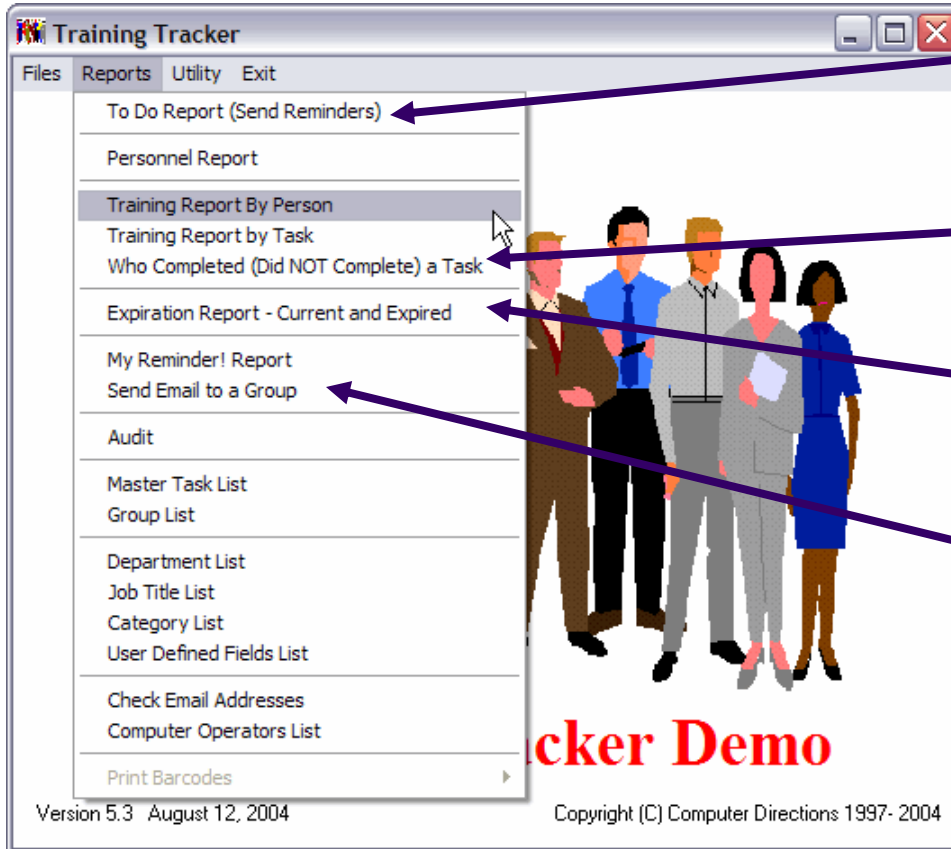 Training Tracker
Files Reports Utility Exit
To Do Report (Send Reminders)
Personnel Report
Training Report By Person
Training Report by Task
Who Completed (Did NOT Complete) a Task
Expiration Report - Current and Expired
My Reminder! Report
Send Email to a Group
Audit
Master Task List
Group List
Department List
Job Title List
Category List
User Defined Fields List
Check Email Addresses
Computer Operators List
Print Barcodes
cker Demo
Version 5.3 August 12, 2004 Copyright (C) Computer Directions 1997- 2004